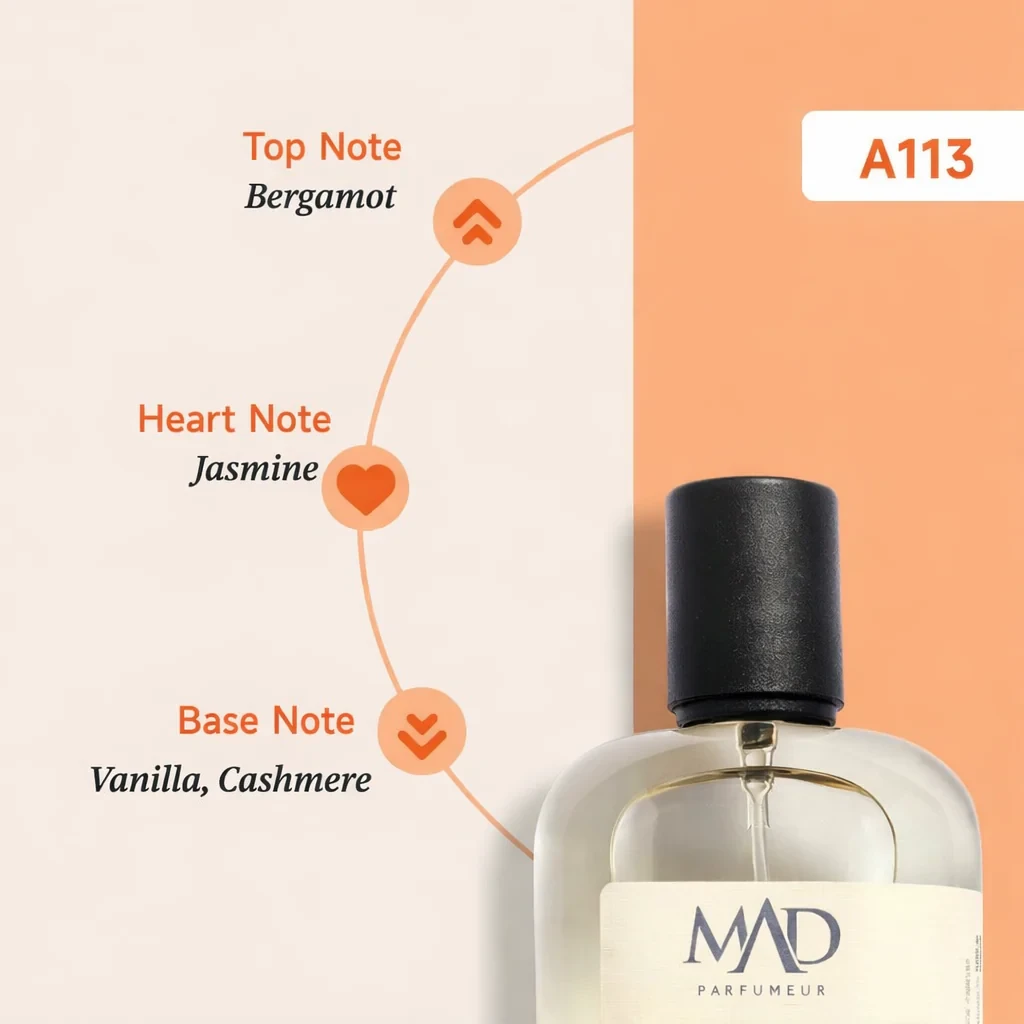 Top Note
Bergamot
A113
Heart Note
Jasmine
Base Note
Vanilla, Cashmere
MAD
PARFUMEUR